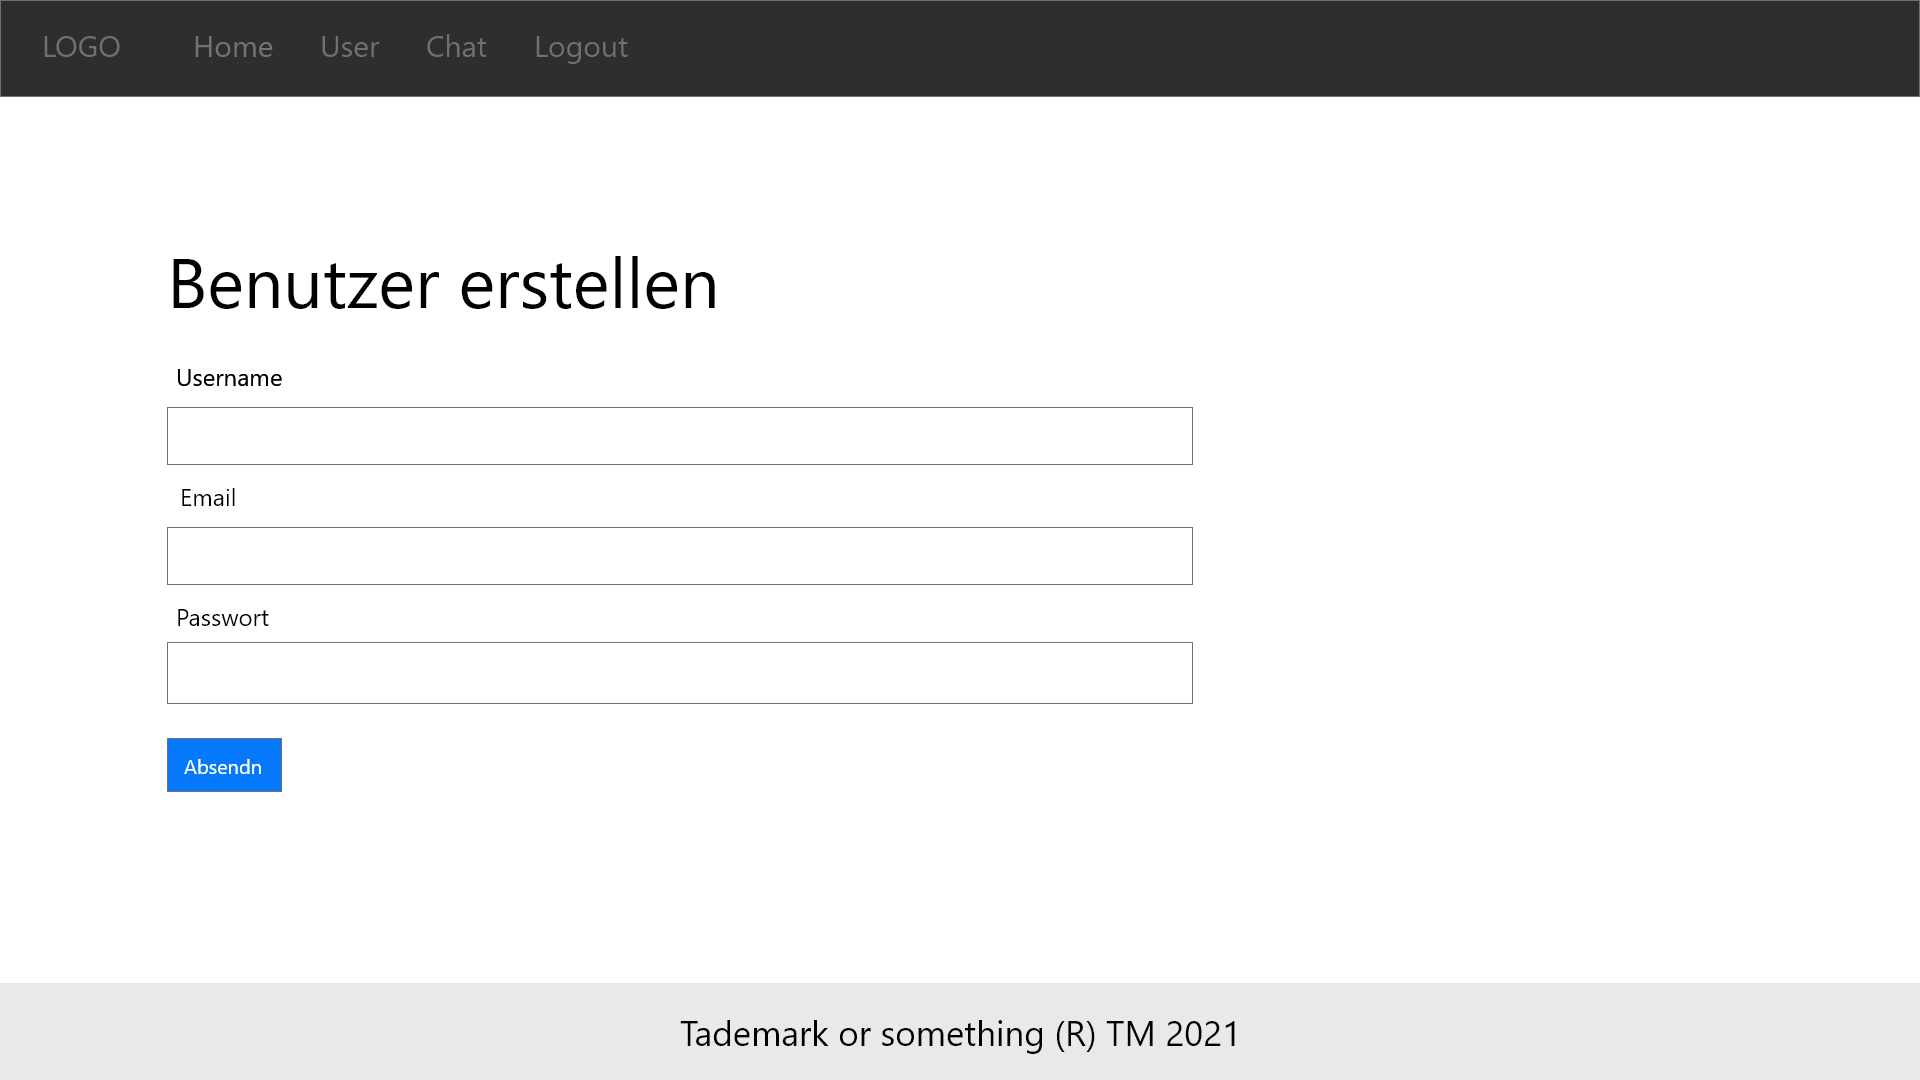 LOGO Home User Chat Logout
Benutzer erstellen
Username
Email
Passwort
Absendn
Tademark or something (R) TM 2021